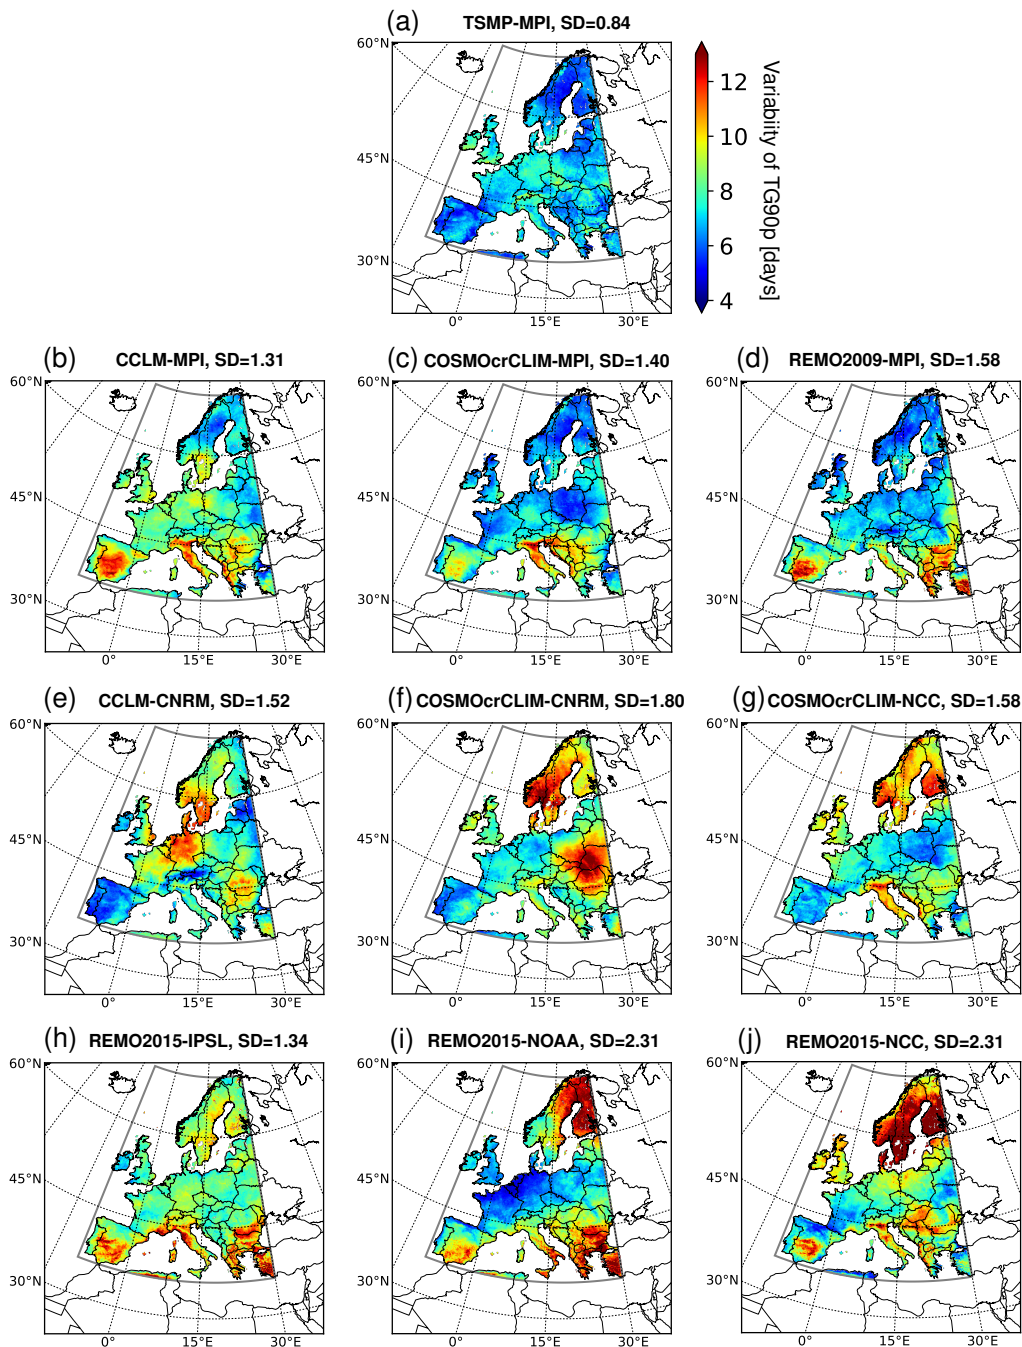 (a) TSMP-MPI, SD=0.84
60°N
45°N
30°N
0° 15°E 30°E
12
10
8
6
4
Variabiity of TG90p [days]
(b) CCLM-MPI, SD=1.31
60°N
45°N
30°N
0° 15°E 30°E
(c) COSMOcrCLIM-MPI, SD=1.40
60°N
45°N
30°N
0° 15°E 30°E
(d) REMO2009-MPI, SD=1.58
60°N
45°N
30°N
0° 15°E 30°E
(e) CCLM-CNRM, SD=1.52
60°N
45°N
30°N
0° 15°E 30°E
(f) COSMOcrCLIM-CNRM, SD=1.80
60°N
45°N
30°N
0° 15°E 30°E
(g) COSMOcrCLIM-NCC, SD=1.58
60°N
45°N
30°N
0° 15°E 30°E
(h) REMO2015-IPSL, SD=1.34
60°N
45°N
30°N
0° 15°E 30°E
(i) REMO2015-NOAA, SD=2.31
60°N
45°N
30°N
0° 15°E 30°E
(j) REMO2015-NCC, SD=2.31
60°N
45°N
30°N
0° 15°E 30°E